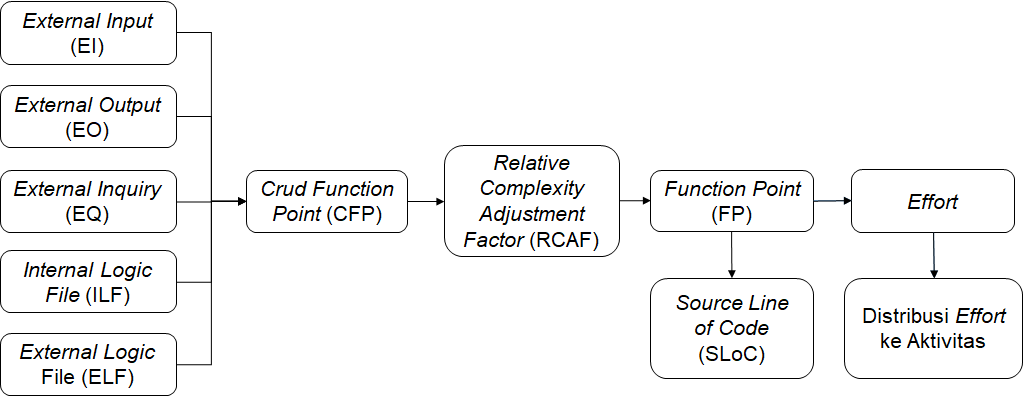 External Input
(EI)
External Output
(EO)
External Inquiry
(EQ)
Internal Logic
File (ILF)
External Logic
File (ELF)
Crud Function
Point (CFP)
Relative
Complexity
Adjustment
Factor (RCAF)
Function Point
(FP)
Effort
Source Line
of Code
(SLoC)
Distribusi Effort
ke Aktivitas